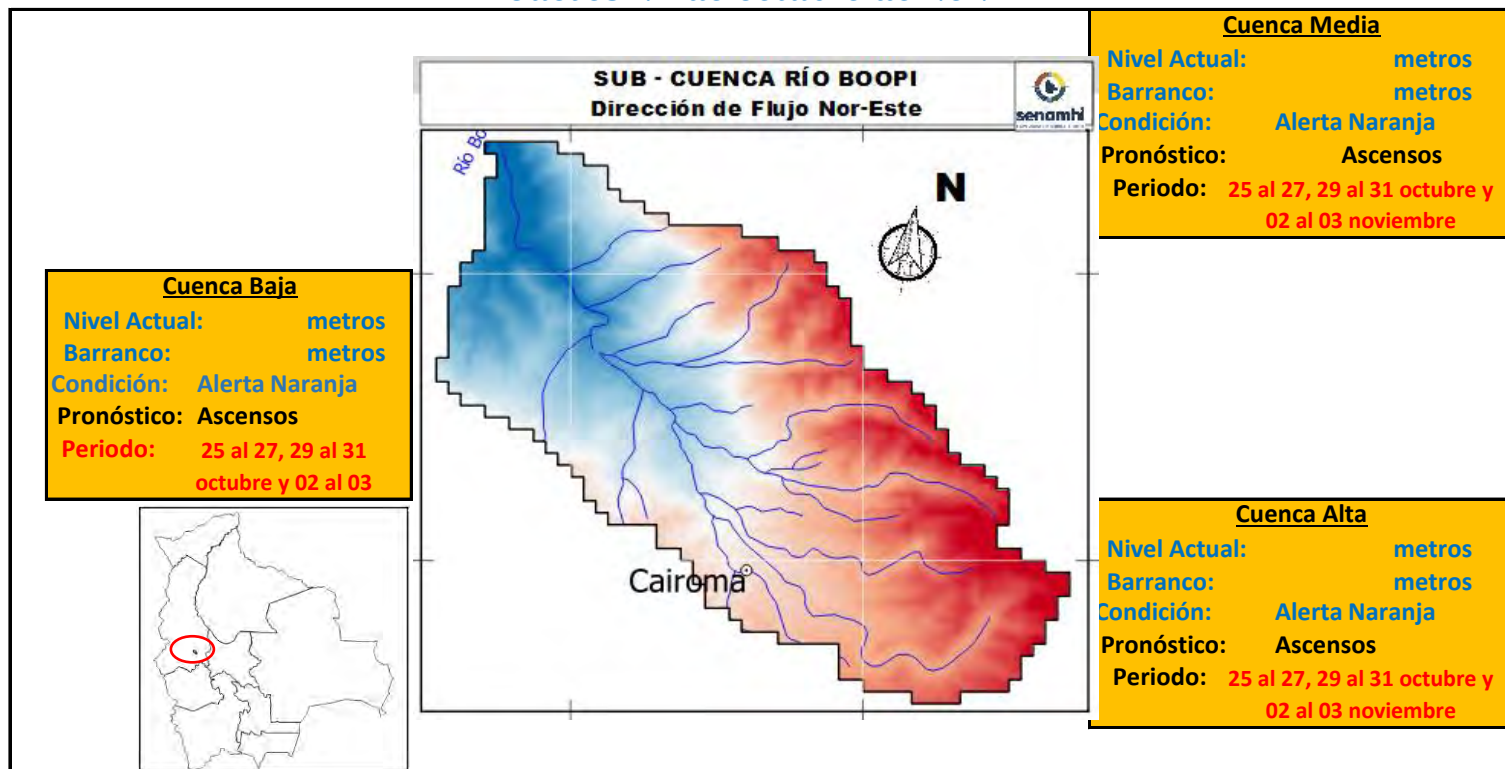 Cuenca Media
Nivel Actual: metros
Barranco: metros
Condición: Alerta Naranja
Pronóstico: Ascensos
Periodo: 25 al 27, 29 al 31 octubre y
02 al 03 noviembre
SUB - CUENCA RÍO BOOPI
Dirección de Flujo Nor-Este
senamhi
Río Bo
N
Cuenca Baja
Nivel Actual: metros
Barranco: metros
Condición: Alerta Naranja
Pronóstico: Ascensos
Periodo: 25 al 27, 29 al 31
octubre y 02 al 03
Cairoma
Cuenca Alta
Nivel Actual: metros
Barranco: metros
Condición: Alerta Naranja
Pronóstico: Ascensos
Periodo: 25 al 27, 29 al 31 octubre y
02 al 03 noviembre